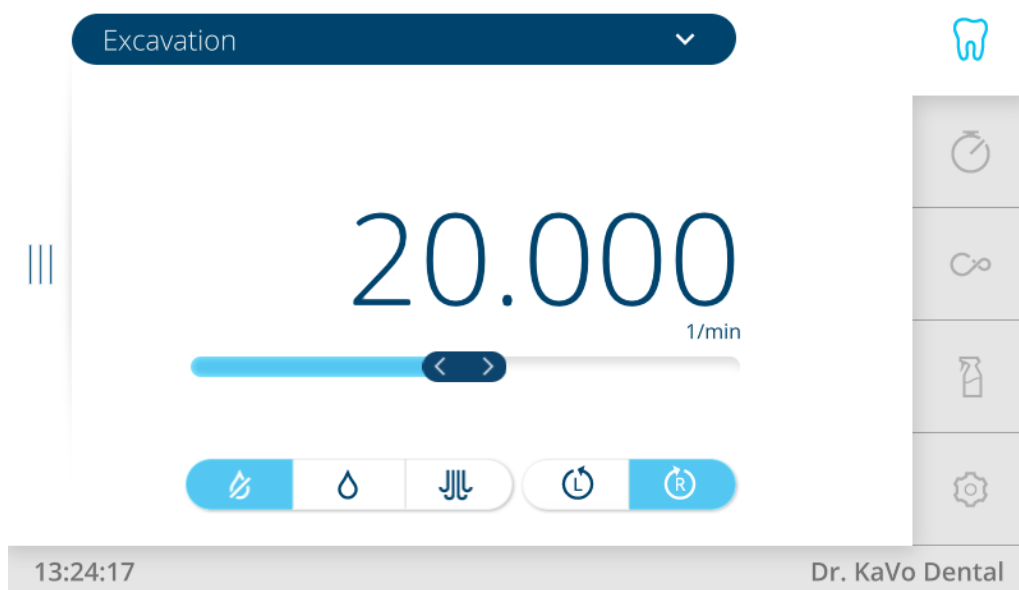 Excavation
20.000
1/min
L
R
13:24:17
Dr. KaVo Dental